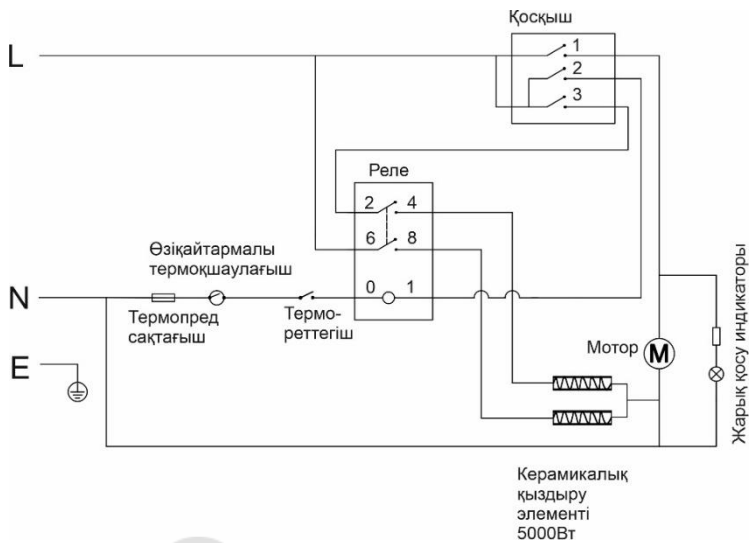 Қосқыш
L
1
2
3
Реле
2 4
6 8
0 1
Өзіқайтармалы
термоқшаулағыш
N
Термопред
сақтағыш
Термо-
реттегіш
E
Мотор
M
Жарық қосу индикаторы
Керамикалық
қыздыру
элементі
5000Вт